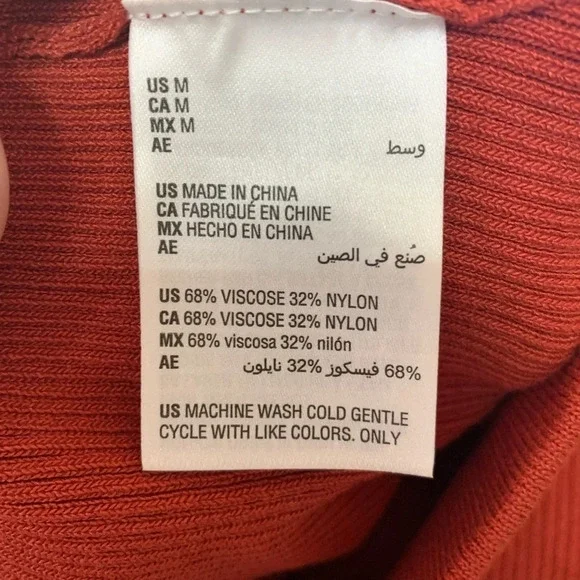 US M
CA M
MX M
AE وسط
US MADE IN CHINA
CA FABRIQUÉ EN CHINE
MX HECHO EN CHINA
AE صُنع في الصين
US 68% VISCOSE 32% NYLON
CA 68% VISCOSE 32% NYLON
MX 68% viscosa 32% nilón
AE 68% فيسكوز 32% نايلون
US MACHINE WASH COLD GENTLE
CYCLE WITH LIKE COLORS. ONLY